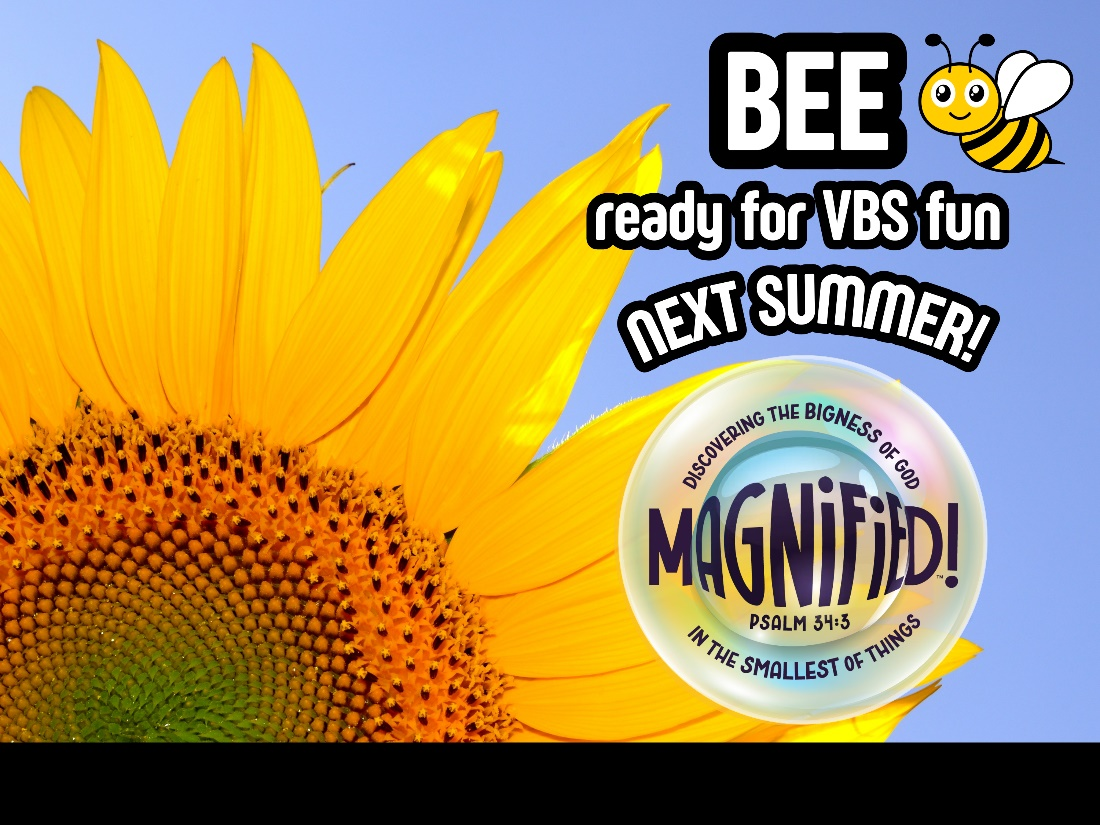 BEE
ready for VBS fun
NEXT SUMMER!
DISCOVERING THE BIGNESS OF GOD
MAGNiFiED!™
PSALM 34:3
IN THE SMALLEST OF THINGS